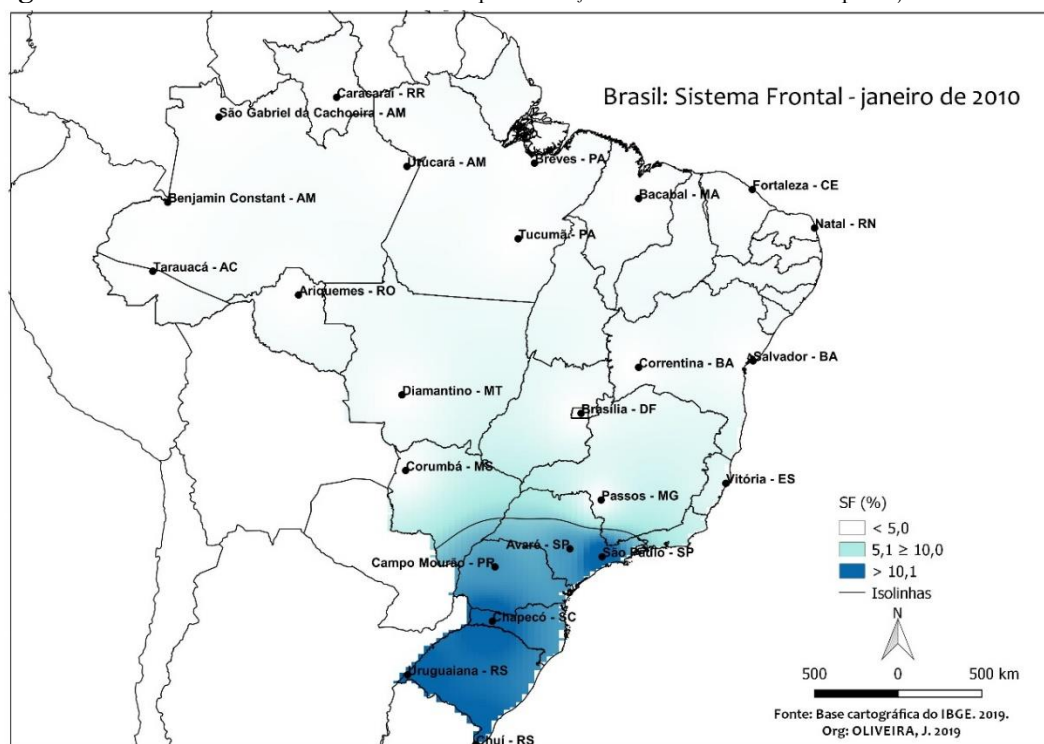 Brasil: Sistema Frontal - janeiro de 2010
Caracaraí - RR
São Gabriel da Cachoeira - AM
Urucará - AM
Breves - PA
Fortaleza - CE
Benjamin Constant - AM
Bacabal - MA
Natal - RN
Tucumã - PA
Tarauacá - AC
Ariquemes - RO
Salvador - BA
Correntina - BA
Diamantino - MT
Brasília - DF
Corumbá - MS
Vitória - ES
Passos - MG
SF (%)
< 5,0
5,1 ≥ 10,0
> 10,1
Isolinhas
Avaré - SP
São Paulo - SP
Campo Mourão - PR
Chapecó - SC
Uruguaiana - RS
Chuí - RS
N
500 0 500 km
Fonte: Base cartográfica do IBGE. 2019.
Org: OLIVEIRA, J. 2019